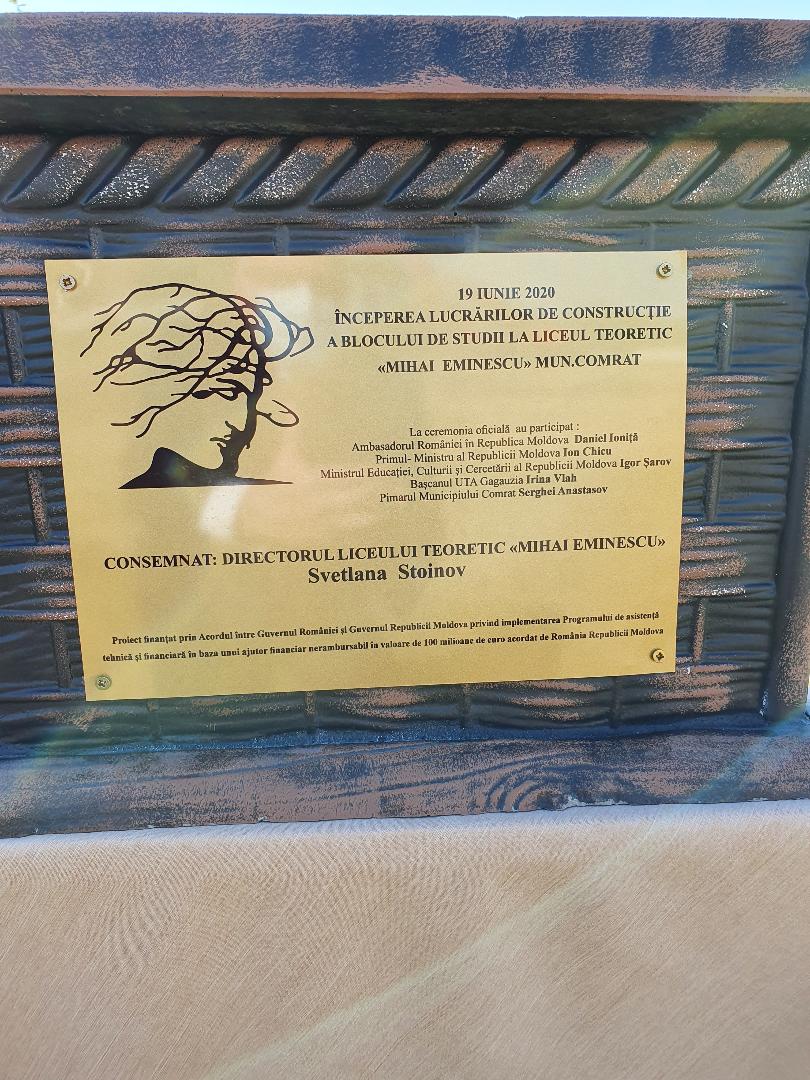 19 IUNIE 2020
ÎNCEPEREA LUCRĂRILOR DE CONSTRUCȚIE
A BLOCULUI DE STUDII LA LICEUL TEORETIC
«MIHAI EMINESCU» MUN.COMRAT
La ceremonia oficială au participat :
Ambasadorul României în Republica Moldova Daniel Ioniță
Primul- Ministru al Republicii Moldova Ion Chicu
Ministrul Educației, Culturii și Cercetării al Republicii Moldova Igor Șarov
Bașcanul UTA Gagauzia Irina Vlah
Pimarul Municipiului Comrat Serghei Anastasov
CONSEMNAT: DIRECTORUL LICEULUI TEORETIC «MIHAI EMINESCU»
Svetlana Stoinov
Proiect finanțat prin Acordul între Guvernul României și Guvernul Republicii Moldova privind implementarea Programului de asistență
tehnică și financiară în baza unui ajutor financiar nerambursabil în valoare de 100 milioane de euro acordat de România Republicii Moldova